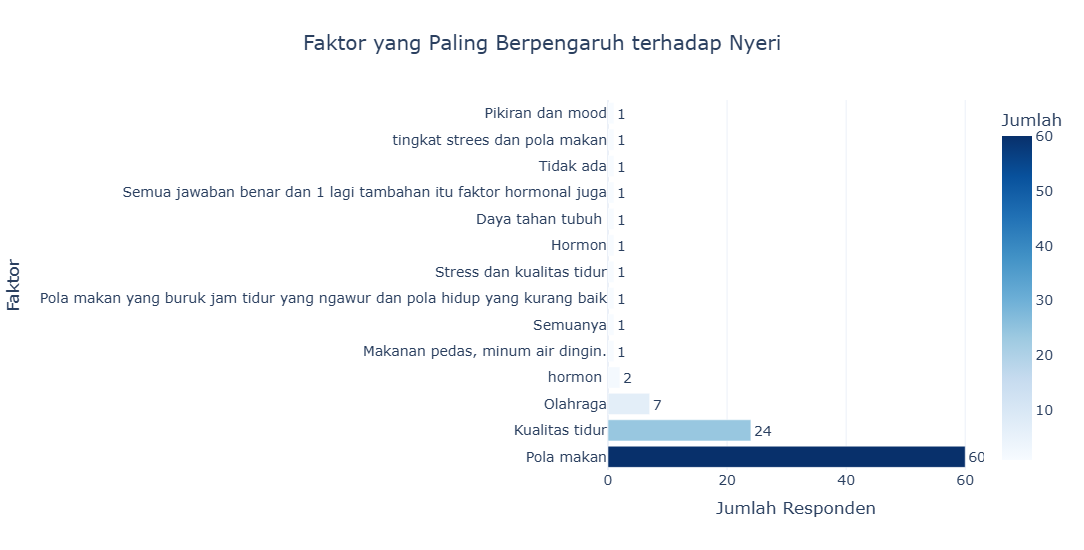 Faktor yang Paling Berpengaruh terhadap Nyeri
Faktor
Pikiran dan mood 1
tingkat strees dan pola makan 1
Tidak ada 1
Semua jawaban benar dan 1 lagi tambahan itu faktor hormonal juga 1
Daya tahan tubuh 1
Hormon 1
Stress dan kualitas tidur 1
Pola makan yang buruk jam tidur yang ngawur dan pola hidup yang kurang baik 1
Semuanya 1
Makanan pedas, minum air dingin. 1
hormon 2
Olahraga 7
Kualitas tidur 24
Pola makan 60
0 20 40 60
Jumlah Responden
Jumlah
60
50
40
30
20
10